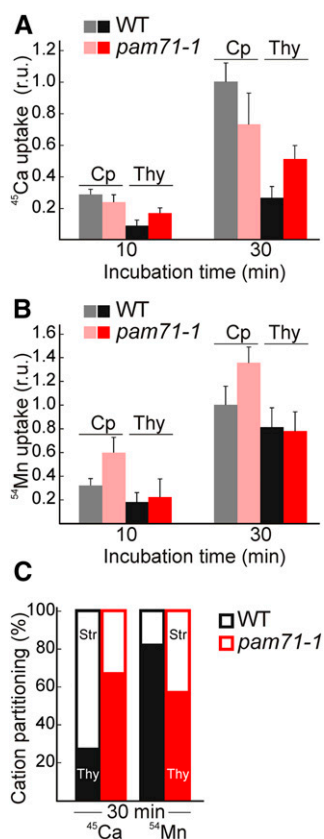 A
WT
pam71-1
45Ca uptake (r.u.)
1.2
1.0
0.8
0.6
0.4
0.2
Cp Thy
Cp Thy
10 30
Incubation time (min)
B
WT
pam71-1
54Mn uptake (r.u.)
1.6
1.4
1.2
1.0
0.8
0.6
0.4
0.2
Cp Thy
Cp Thy
10 30
Incubation time (min)
C
Cation partitioning (%)
100
80
60
40
20
Str Str
Thy Thy
WT
pam71-1
30 min
45Ca 54Mn